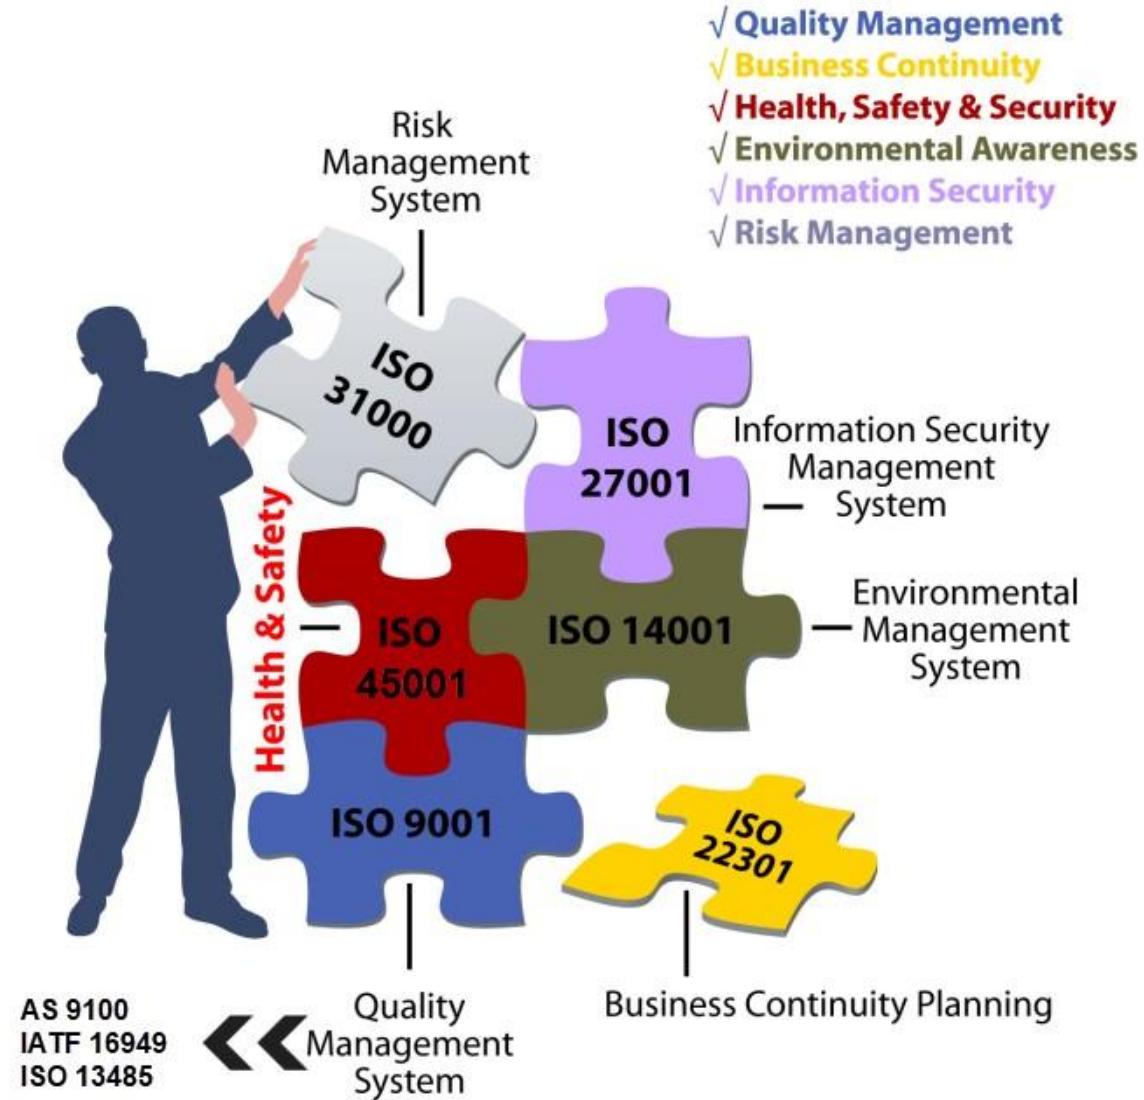 √ Quality Management
√ Business Continuity
√ Health, Safety & Security
√ Environmental Awareness
√ Information Security
√ Risk Management
Risk
Management
System
ISO
31000
ISO
27001
Information Security
Management
System
Health & Safety
ISO
45001
ISO 14001
Environmental
Management
System
ISO 9001
ISO
22301
Quality
Management
System
Business Continuity Planning
AS 9100
IATF 16949
ISO 13485